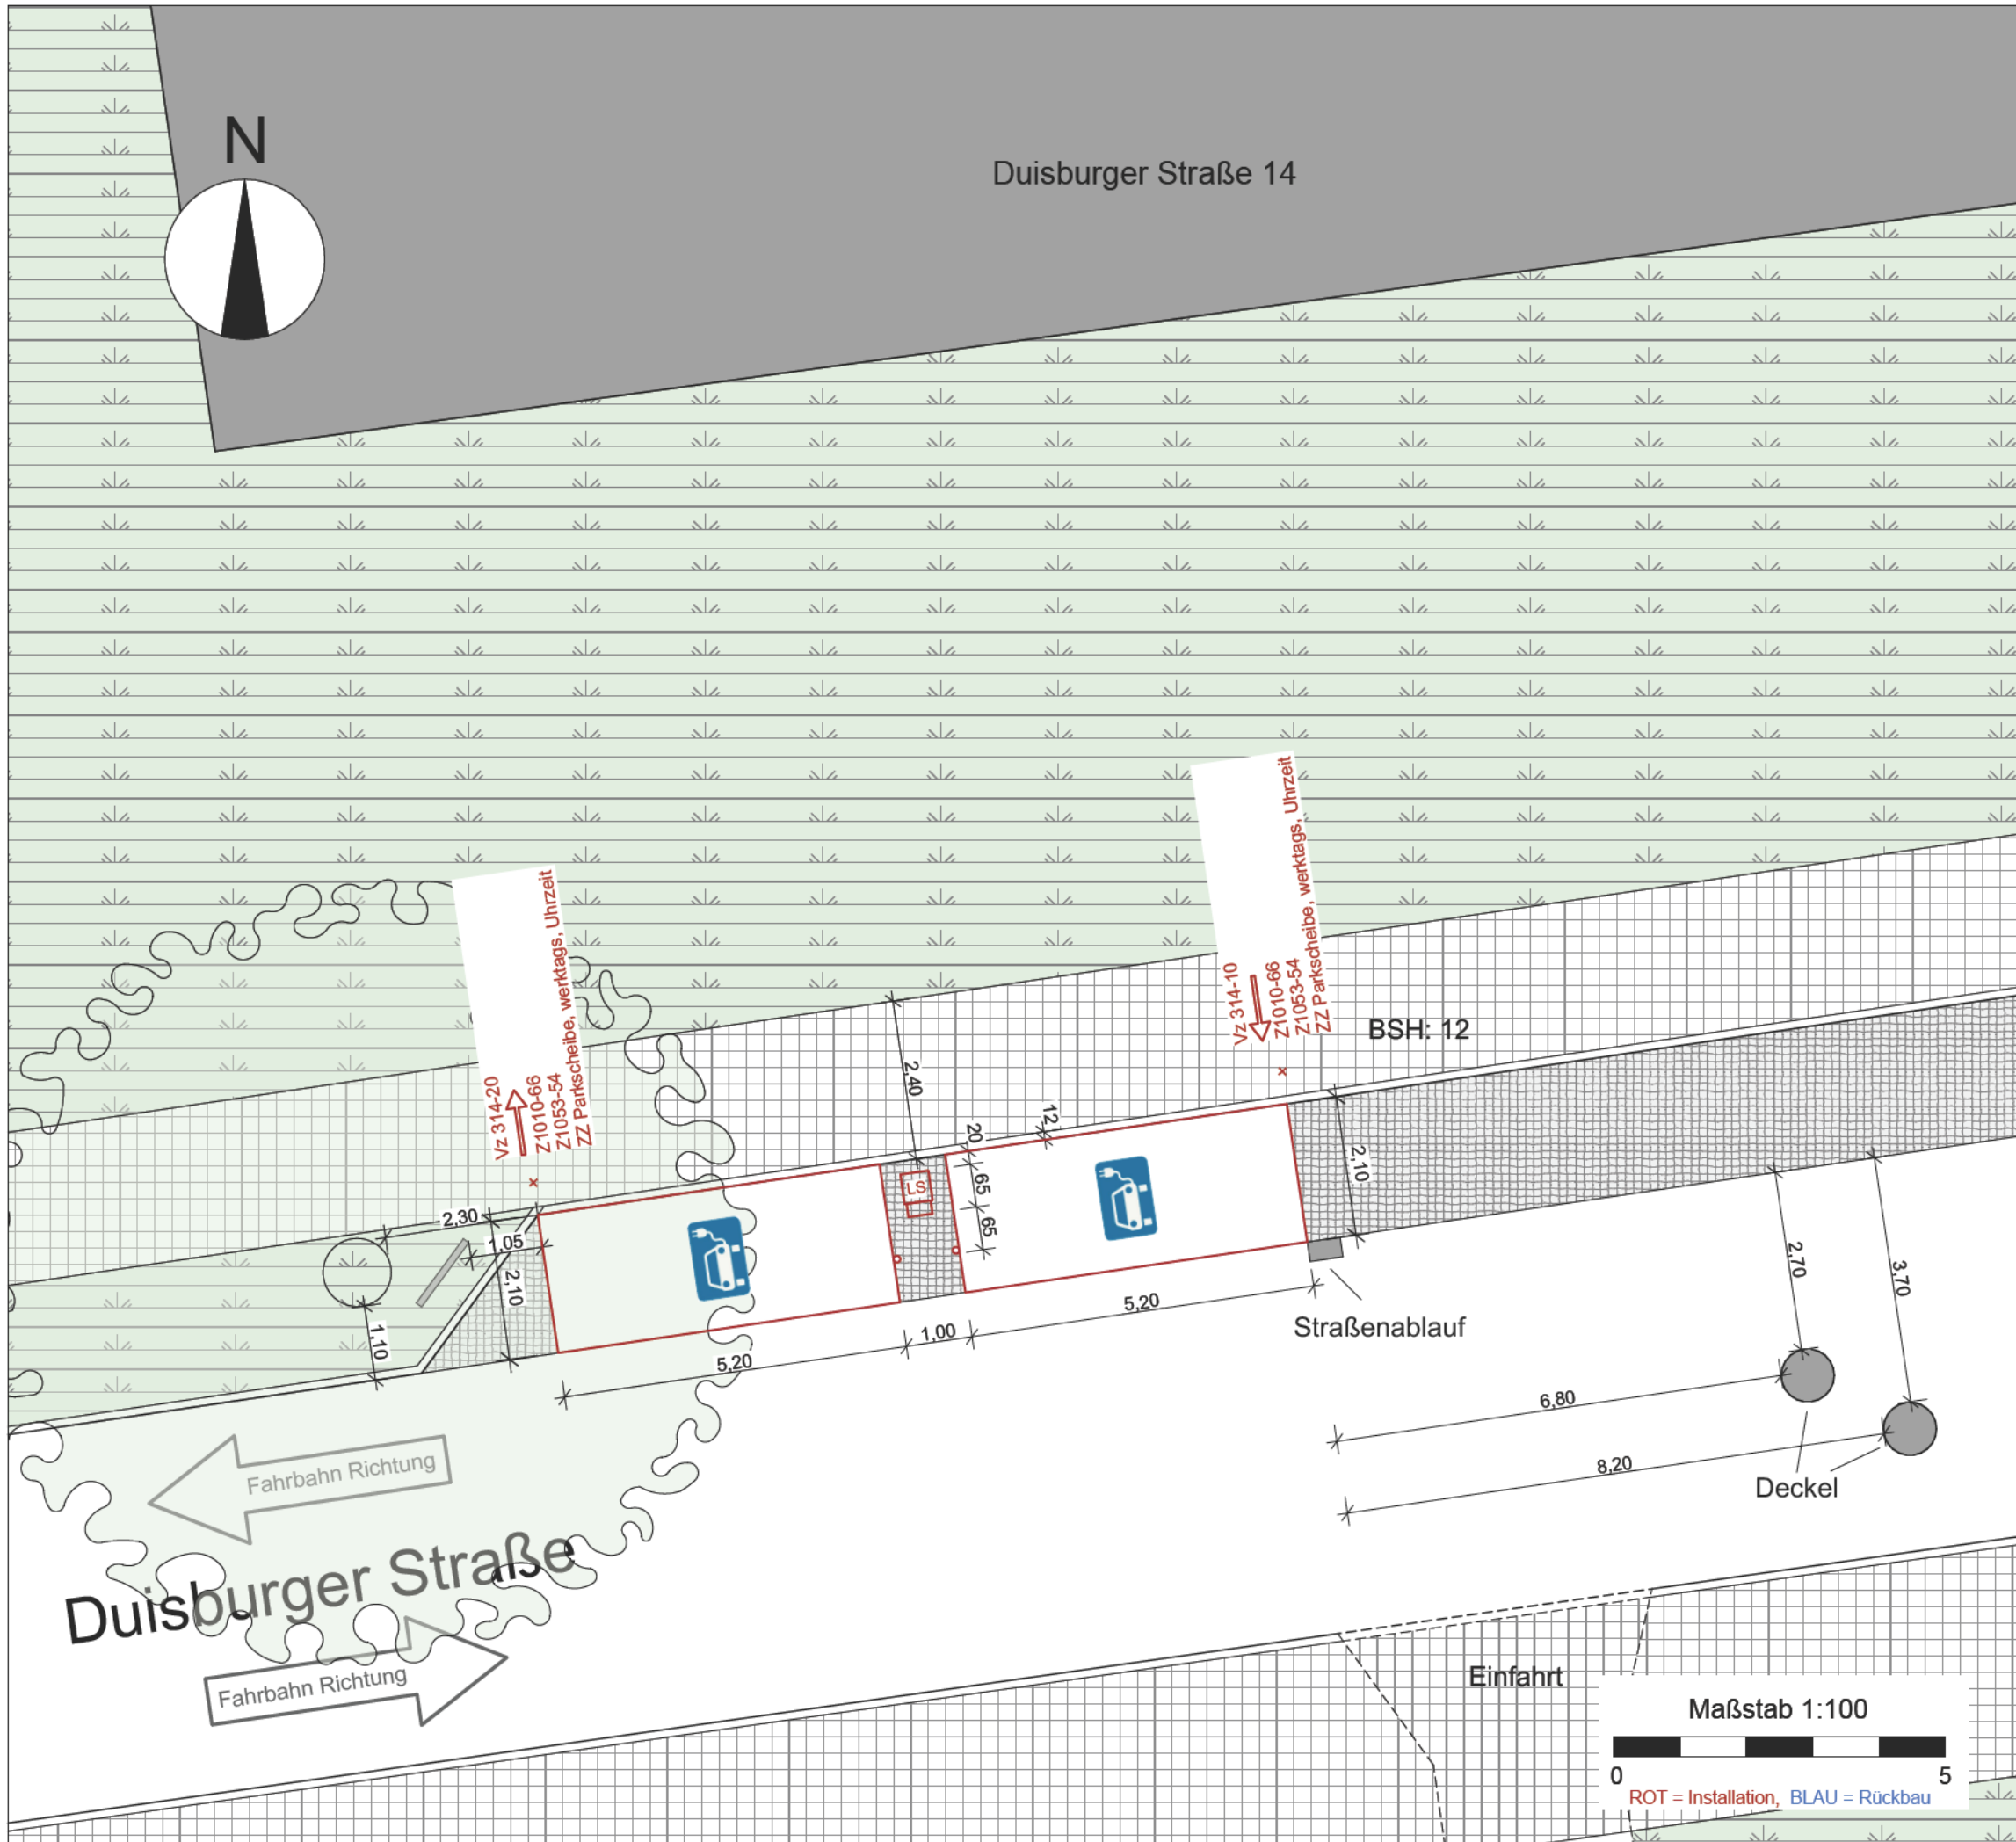 N
Duisburger Straße 14
Vz 314-10
Z1010-66
Z1053-54
ZZ Parkscheibe, werktags, Uhrzeit
Vz 314-20
Z1010-66
Z1053-54
ZZ Parkscheibe, werktags, Uhrzeit
BSH: 12
2,40
12
20
65
65
LS
2,10
2,30
1,05
2,10
1,10
5,20
1,00
5,20
Straßenablauf
2,70
3,70
6,80
8,20
Deckel
Fahrbahn Richtung
Duisburger Straße
Fahrbahn Richtung
Einfahrt
Maßstab 1:100
0 5
ROT = Installation, BLAU = Rückbau